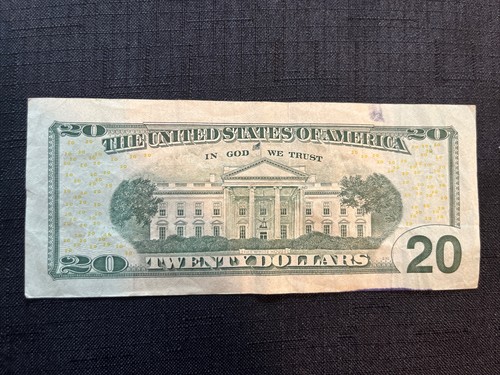 20 THE UNITED STATES OF AMERICA 20
IN GOD WE TRUST
20 TWENTY DOLLARS 20